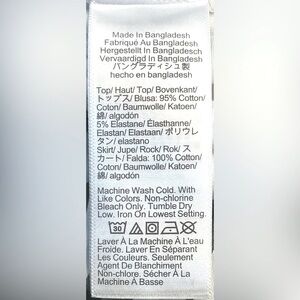 Made In Bangladesh
Fabriqué Au Bangladesh
Hergestellt In Bangladesch
Vervaardigd In Bangladesh
バングラディシュ製
hecho en bangladesh
Top/ Haut/ Top/ Bovenkant/
トップス/ Blusa: 95% Cotton/
Coton/ Baumwolle/ Katoen/
綿/ algodón
5% Elastane/ Élasthanne/
Elastan/ Elastaan/ ポリウレ
タン/ elastano
Skirt/ Jupe/ Rock/ Rok/ ス
カート/ Falda: 100% Cotton/
Coton/ Baumwolle/ Katoen/
綿/ algodón
Machine Wash Cold. With
Like Colors. Non-chlorine
Bleach Only. Tumble Dry
Low. Iron On Lowest Setting.
30
Laver À La Machine À L'eau
Froide. Laver En Séparant
Les Couleurs. Seulement
Agent De Blanchiment
Non-chlore. Sécher À La
Machine A Basse